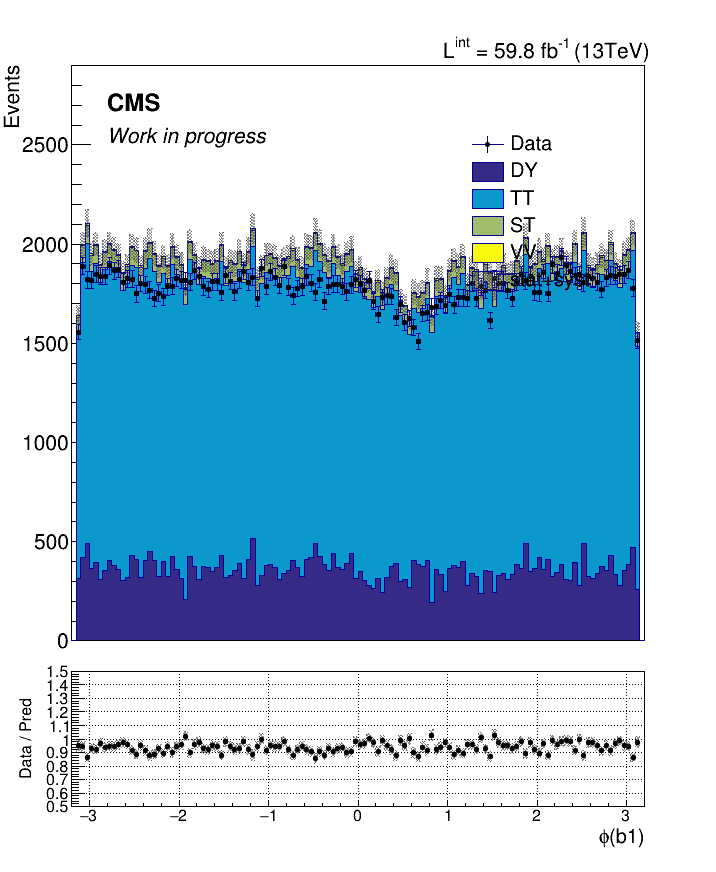 L^int = 59.8 fb^-1 (13TeV)
Events
CMS
Work in progress
Data
DY
TT
ST
VV
2500
2000
1500
1000
500
0
Data / Pred
1.5
1.4
1.3
1.2
1.1
1
0.9
0.8
0.7
0.6
0.5
−3 −2 −1 0 1 2 3
ϕ(b1)